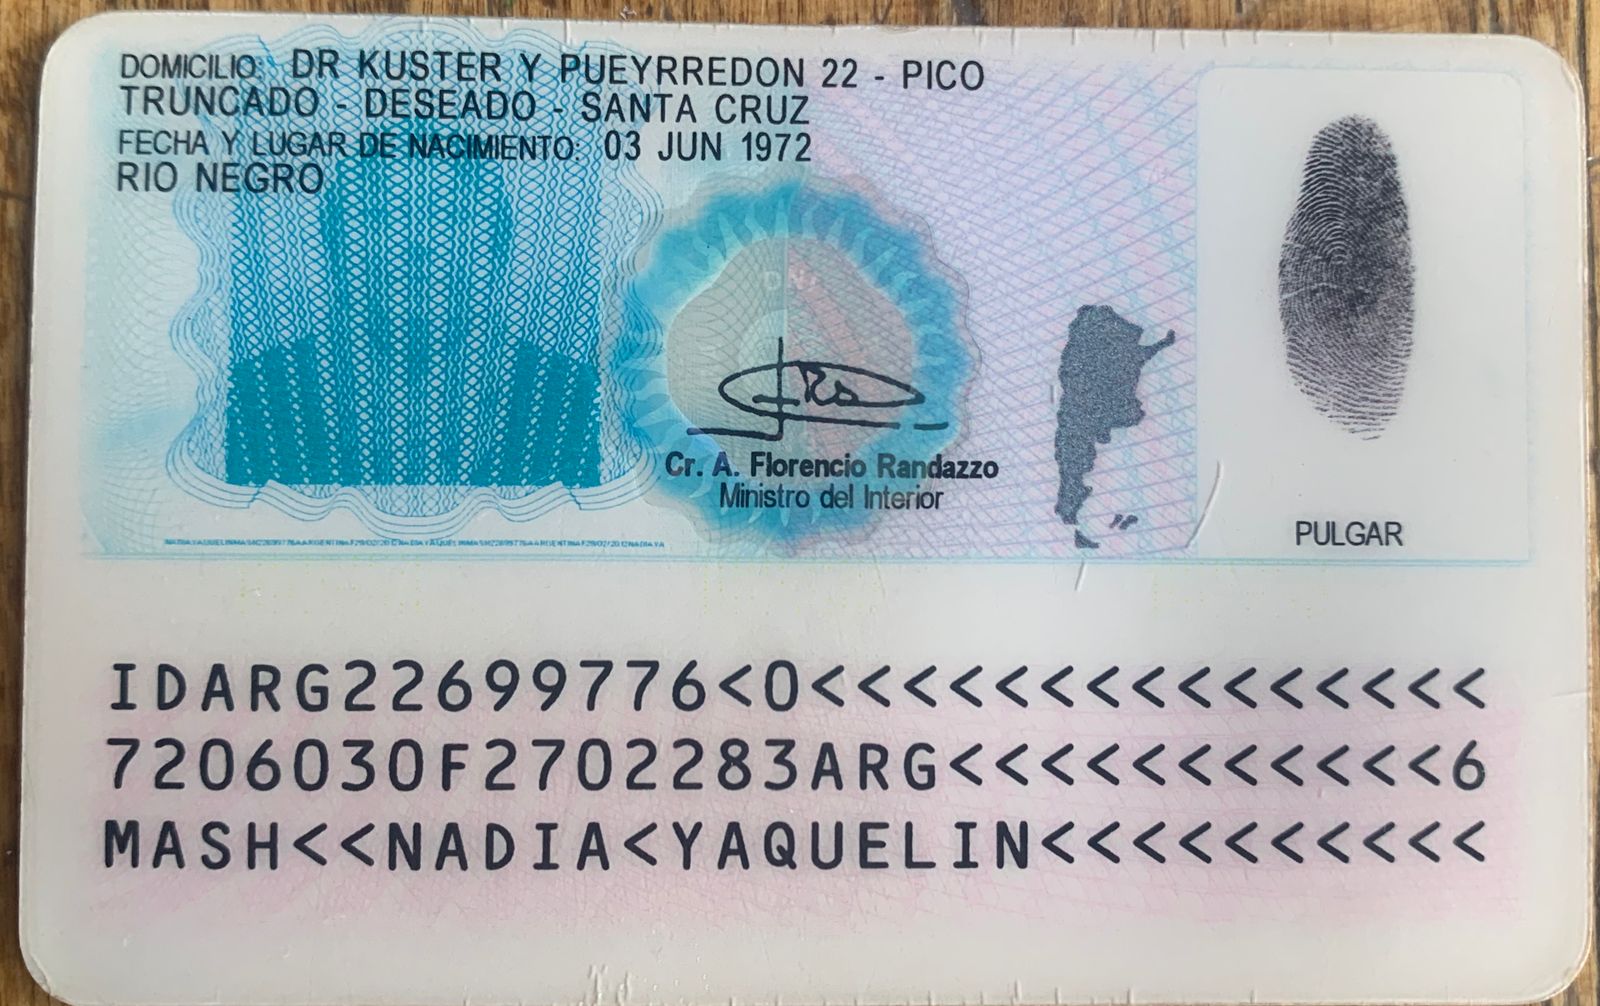 DOMICILIO: DR KUSTER Y PUEYRREDON 22 - PICO
TRUNCADO - DESEADO - SANTA CRUZ
FECHA Y LUGAR DE NACIMIENTO: 03 JUN 1972
RIO NEGRO
Cr. A. Florencio Randazzo
Ministro del Interior
PULGAR
IDARG22699776<0<<<<<<<<<<<<<<<
7206030F2702283ARG<<<<<<<<<<<6
MASH<<NADIA<YAQUELIN<<<<<<<<<<